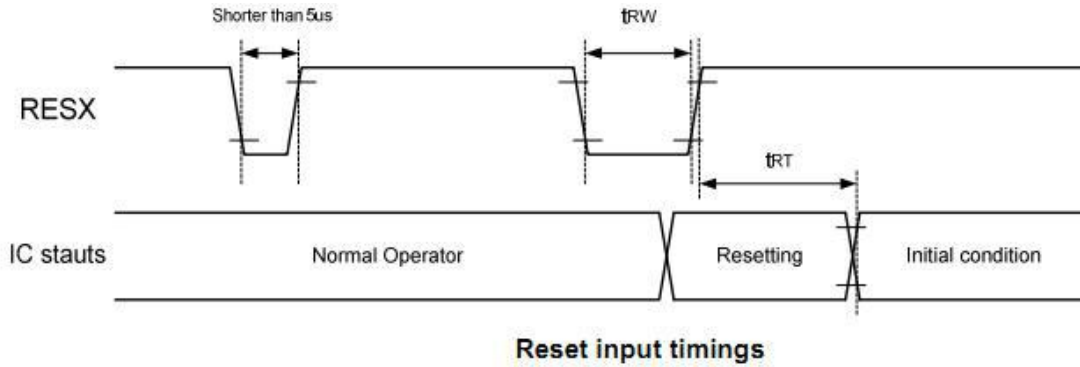 Shorter than 5us
tRW
RESX
tRT
IC stauts
Normal Operator
Resetting
Initial condition
Reset input timings